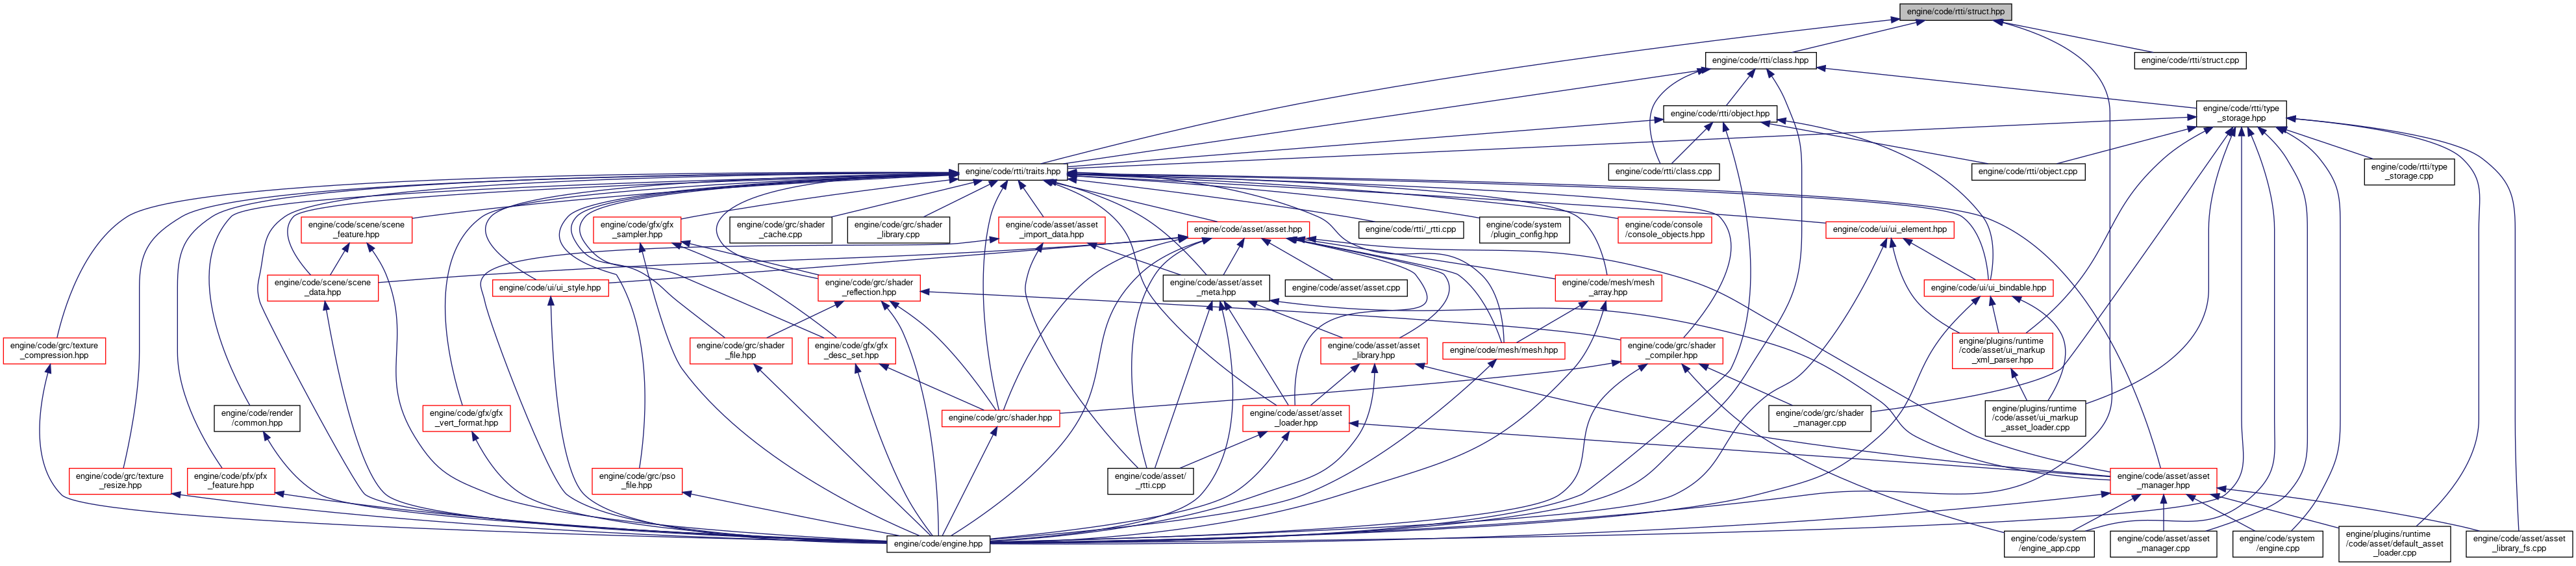 engine/code/rtti/struct.hpp
engine/code/rtti/class.hpp
engine/code/rtti/struct.cpp
engine/code/rtti/object.hpp
engine/code/rtti/type
_storage.hpp
engine/code/rtti/traits.hpp
engine/code/rtti/class.cpp
engine/code/rtti/object.cpp
engine/code/rtti/type
_storage.cpp
engine/code/scene/scene
_feature.hpp
engine/code/gfx/gfx
_sampler.hpp
engine/code/grc/shader
_cache.cpp
engine/code/grc/shader
_library.cpp
engine/code/asset/asset
_import_data.hpp
engine/code/asset/asset.hpp
engine/code/rtti/_rtti.cpp
engine/code/system
/plugin_config.hpp
engine/code/console
/console_objects.hpp
engine/code/ui/ui_element.hpp
engine/code/scene/scene
_data.hpp
engine/code/ui/ui_style.hpp
engine/code/grc/shader
_reflection.hpp
engine/code/asset/asset
_meta.hpp
engine/code/asset/asset.cpp
engine/code/mesh/mesh
_array.hpp
engine/code/ui/ui_bindable.hpp
engine/code/grc/texture
_compression.hpp
engine/code/grc/shader
_file.hpp
engine/code/gfx/gfx
_desc_set.hpp
engine/code/asset/asset
_library.hpp
engine/code/mesh/mesh.hpp
engine/code/grc/shader
_compiler.hpp
engine/plugins/runtime
/code/asset/ui_markup
_xml_parser.hpp
engine/code/render
/common.hpp
engine/code/gfx/gfx
_vert_format.hpp
engine/code/grc/shader.hpp
engine/code/asset/asset
_loader.hpp
engine/code/grc/shader
_manager.cpp
engine/plugins/runtime
/code/asset/ui_markup
_asset_loader.cpp
engine/code/grc/texture
_resize.hpp
engine/code/pfx/pfx
_feature.hpp
engine/code/grc/pso
_file.hpp
engine/code/asset/
_rtti.cpp
engine/code/asset/asset
_manager.hpp
engine/code/engine.hpp
engine/code/system
/engine_app.cpp
engine/code/asset/asset
_manager.cpp
engine/code/system
/engine.cpp
engine/plugins/runtime
/code/asset/default_asset
_loader.cpp
engine/code/asset/asset
_library_fs.cpp